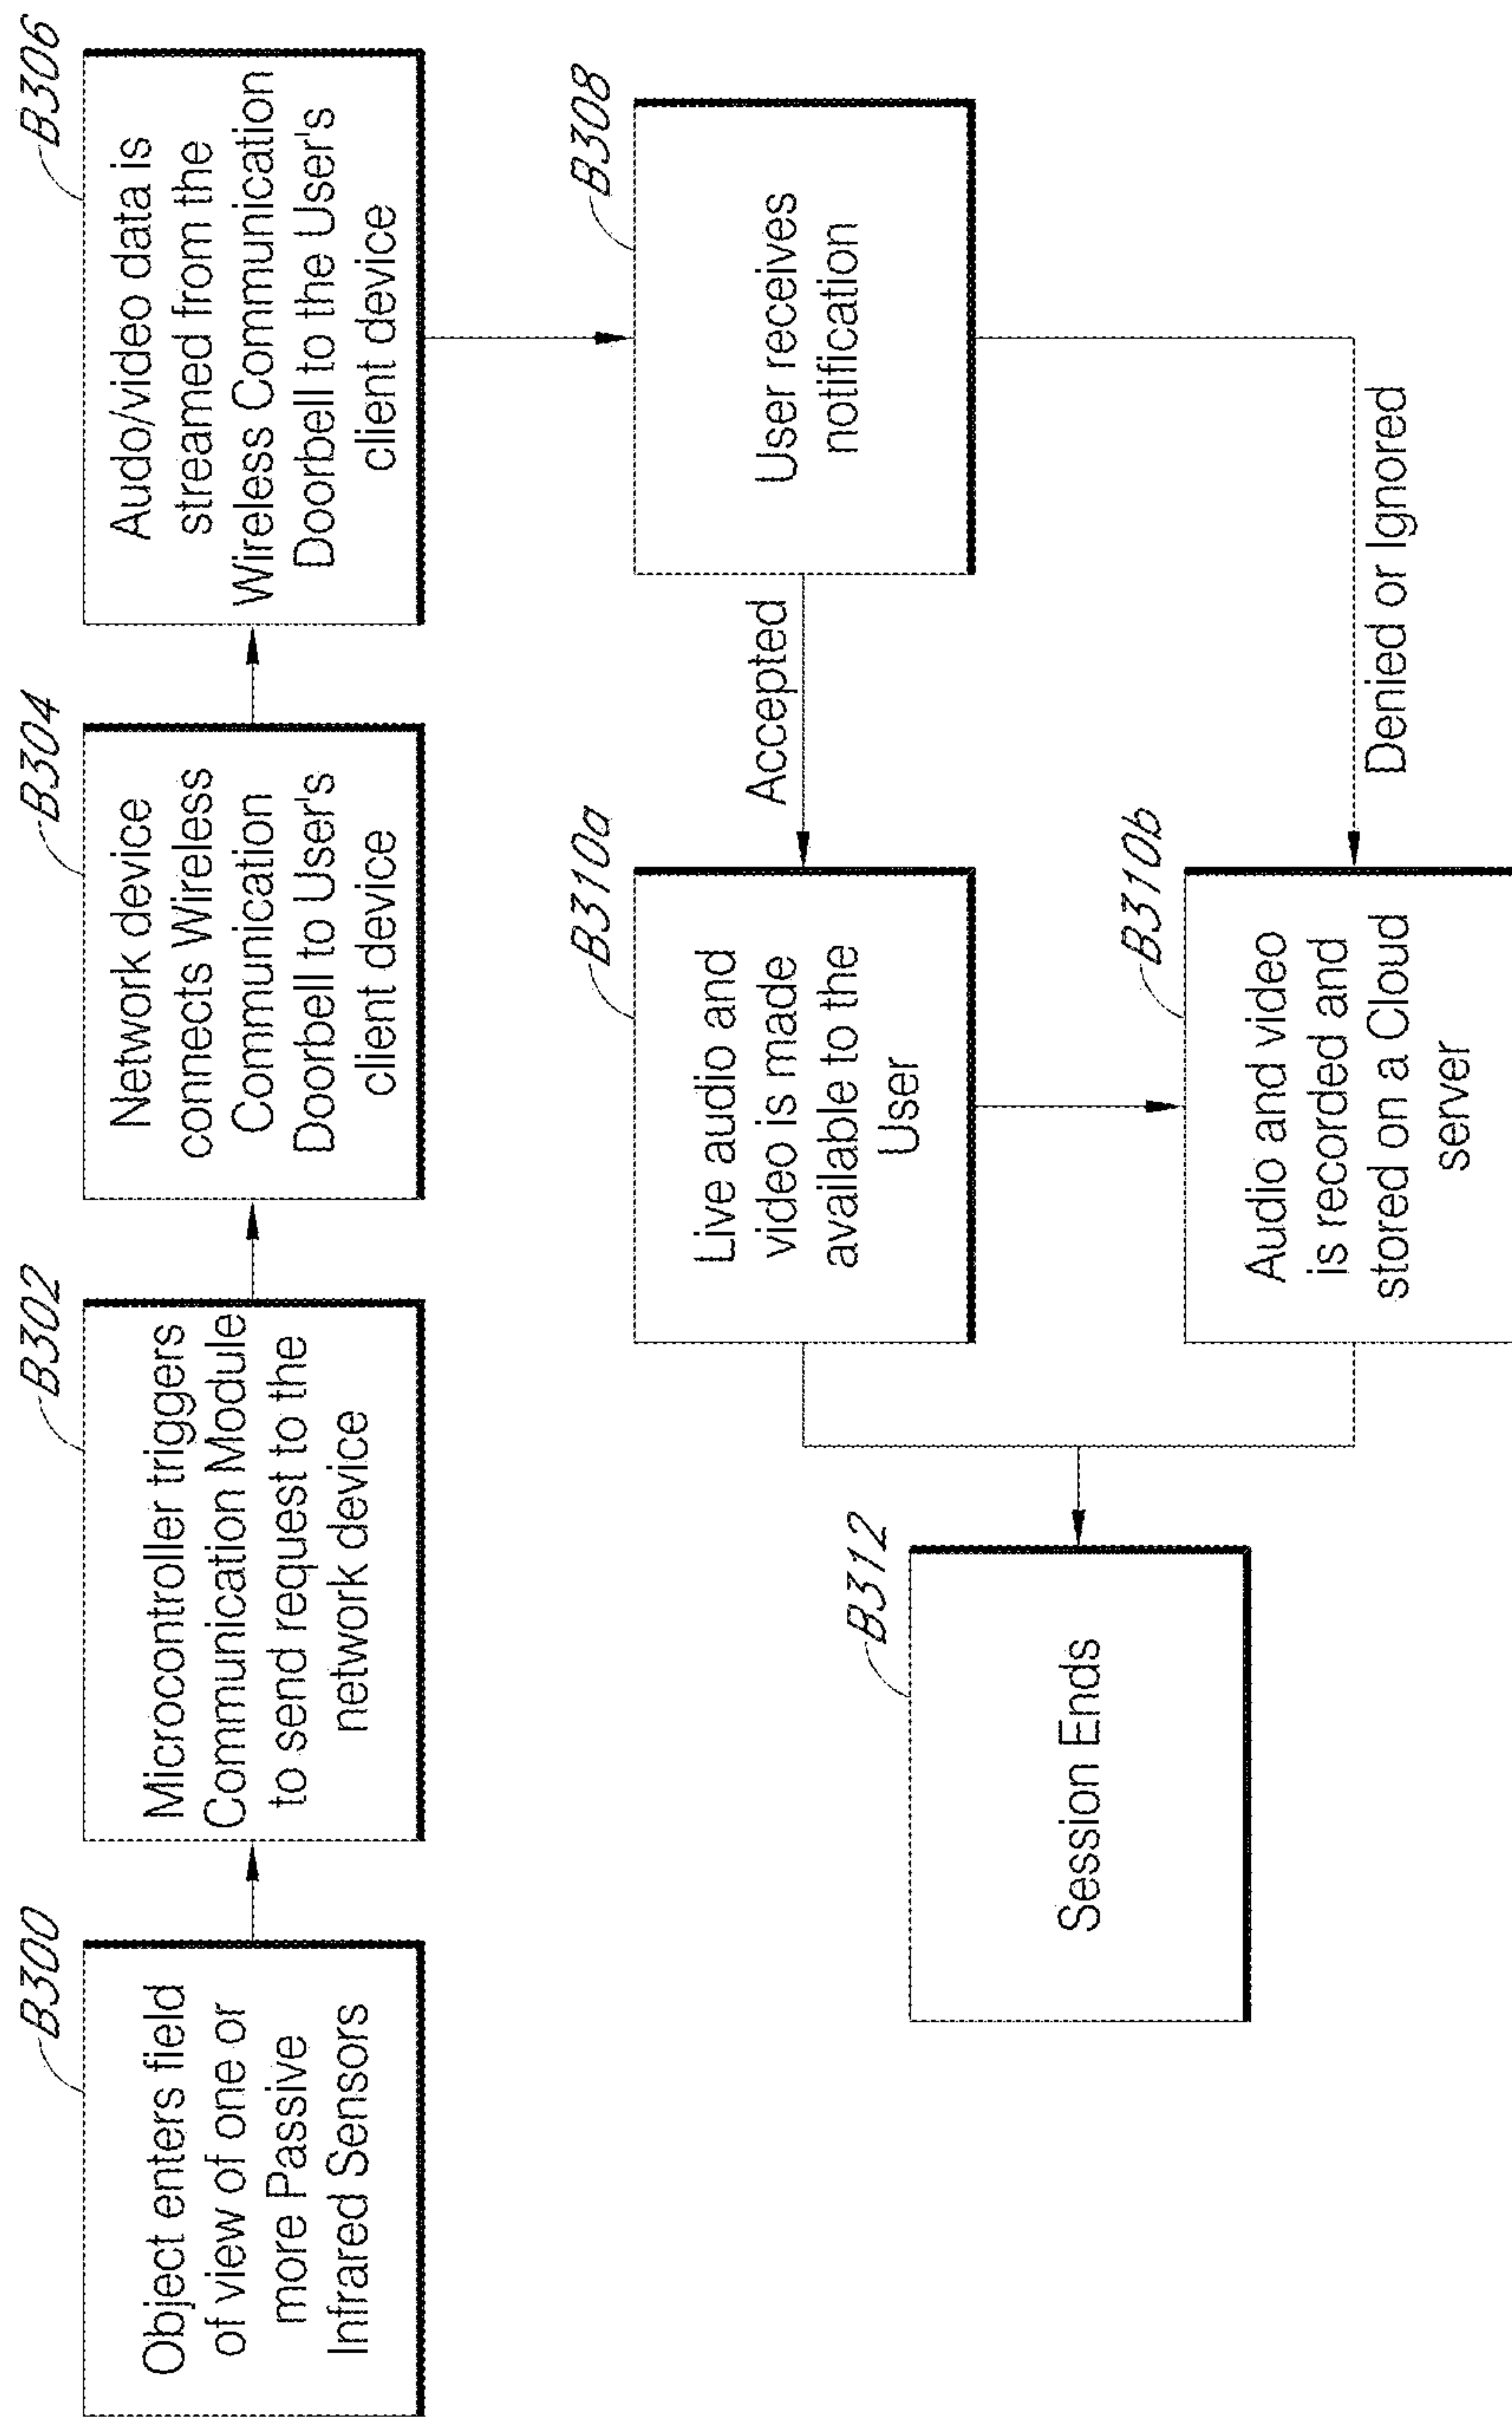 B300
Object enters field
of view of one or
more Passive
Infrared Sensors
B302
Microcontroller triggers
Communication Module
to send request to the
network device
B304
Network device
connects Wireless
Communication
Doorbell to User's
client device
B306
Audo/video data is
streamed from the
Wireless Communication
Doorbell to the User's
client device
B308
User receives
notification
Accepted
B310a
Live audio and
video is made
available to the
User
Denied or Ignored
B310b
Audio and video
is recorded and
stored on a Cloud
server
B312
Session Ends